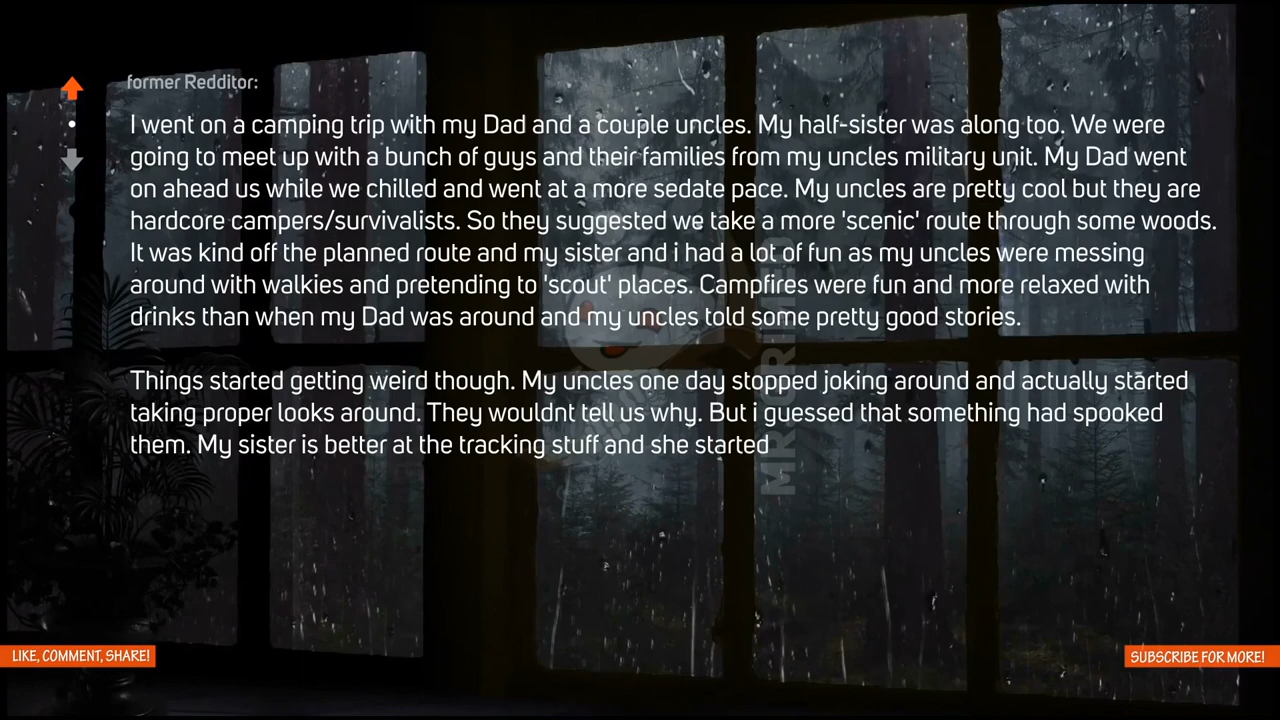 former Redditor:
I went on a camping trip with my Dad and a couple uncles. My half-sister was along too. We were
going to meet up with a bunch of guys and their families from my uncles military unit. My Dad went
on ahead us while we chilled and went at a more sedate pace. My uncles are pretty cool but they are
hardcore campers/survivalists. So they suggested we take a more 'scenic' route through some woods.
It was kind off the planned route and my sister and i had a lot of fun as my uncles were messing
around with walkies and pretending to 'scout' places. Campfires were fun and more relaxed with
drinks than when my Dad was around and my uncles told some pretty good stories.
Things started getting weird though. My uncles one day stopped joking around and actually started
taking proper looks around. They wouldnt tell us why. But i guessed that something had spooked
them. My sister is better at the tracking stuff and she started
LIKE, COMMENT, SHARE!
SUBSCRIBE FOR MORE!